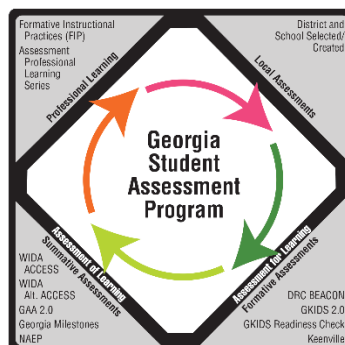 Formative Instructional
Practices (FIP)
Assessment
Professional
Learning
Series
Professional Learning
District and
School Selected/
Created
Local Assessments
Georgia
Student
Assessment
Program
Assessment of Learning
Summative Assessments
WIDA
ACCESS
WIDA
Alt. ACCESS
GAA 2.0
Georgia Milestones
NAEP
Assessment for Learning
Formative Assessments
DRC BEACON
GKIDS 2.0
GKIDS Readiness Check
Keenville